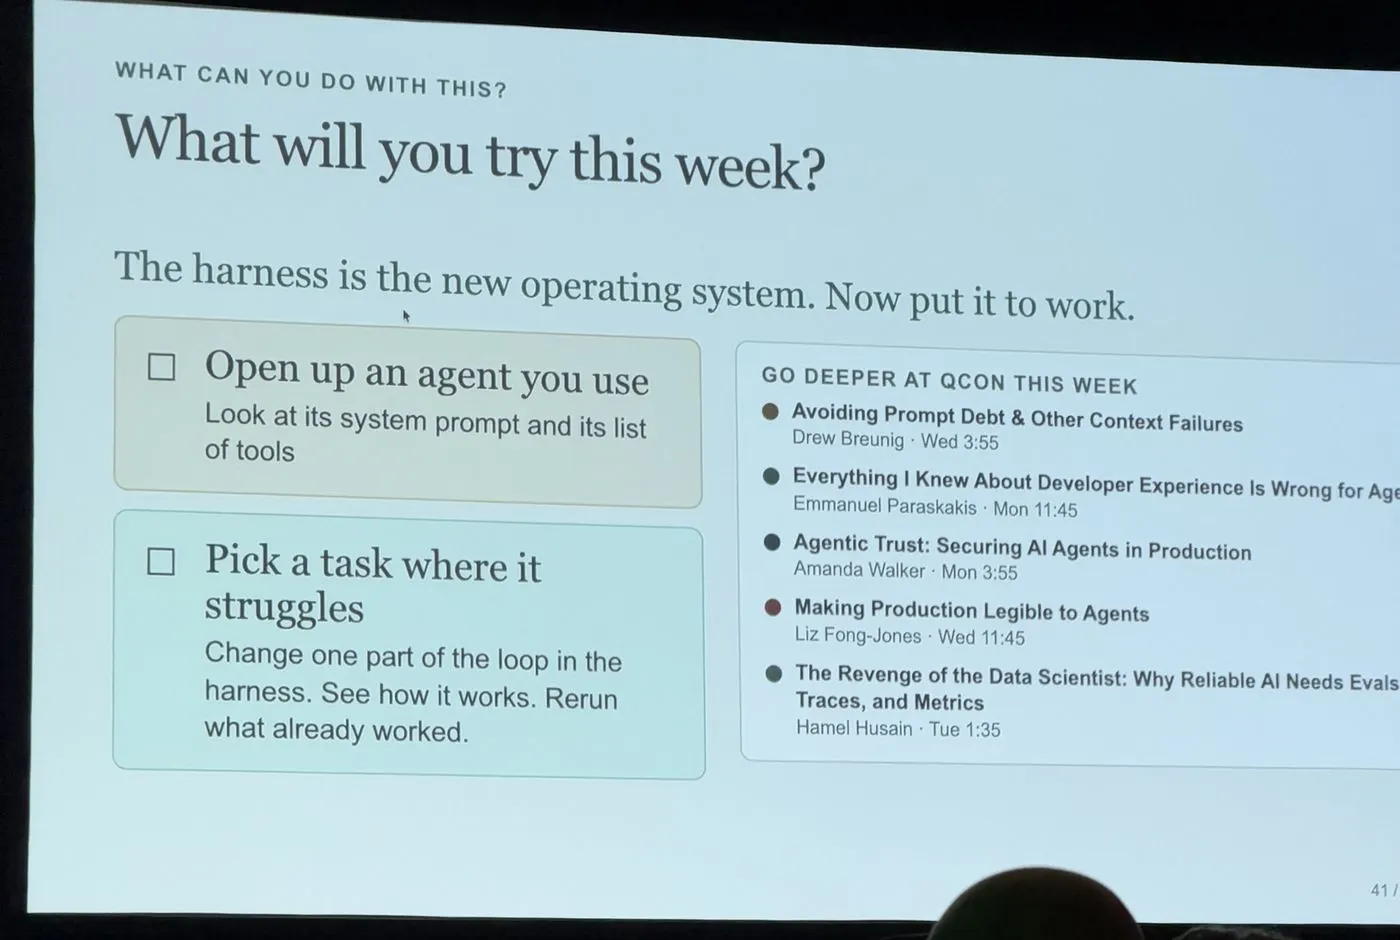 WHAT CAN YOU DO WITH THIS?
What will you try this week?
The harness is the new operating system. Now put it to work.
Open up an agent you use
Look at its system prompt and its list
of tools
Pick a task where it
struggles
Change one part of the loop in the
harness. See how it works. Rerun
what already worked.
GO DEEPER AT QCON THIS WEEK
Avoiding Prompt Debt & Other Context Failures
Drew Breunig · Wed 3:55
Everything I Knew About Developer Experience Is Wrong for
Emmanuel Paraskakis · Mon 11:45
Agentic Trust: Securing AI Agents in Production
Amanda Walker · Mon 3:55
Making Production Legible to Agents
Liz Fong-Jones · Wed 11:45
The Revenge of the Data Scientist: Why Reliable AI Needs Evals
Traces, and Metrics
Hamel Husain · Tue 1:35
41 /